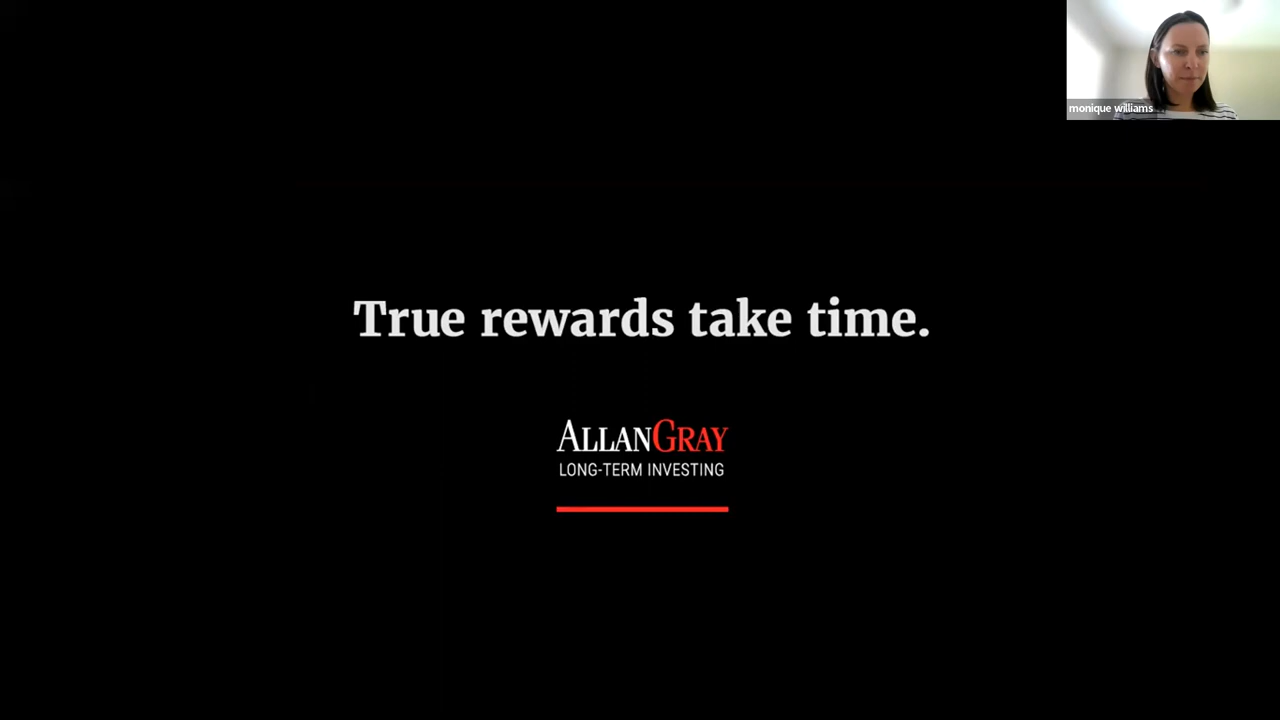 monique williams
True rewards take time.
ALLANGRAY
LONG-TERM INVESTING